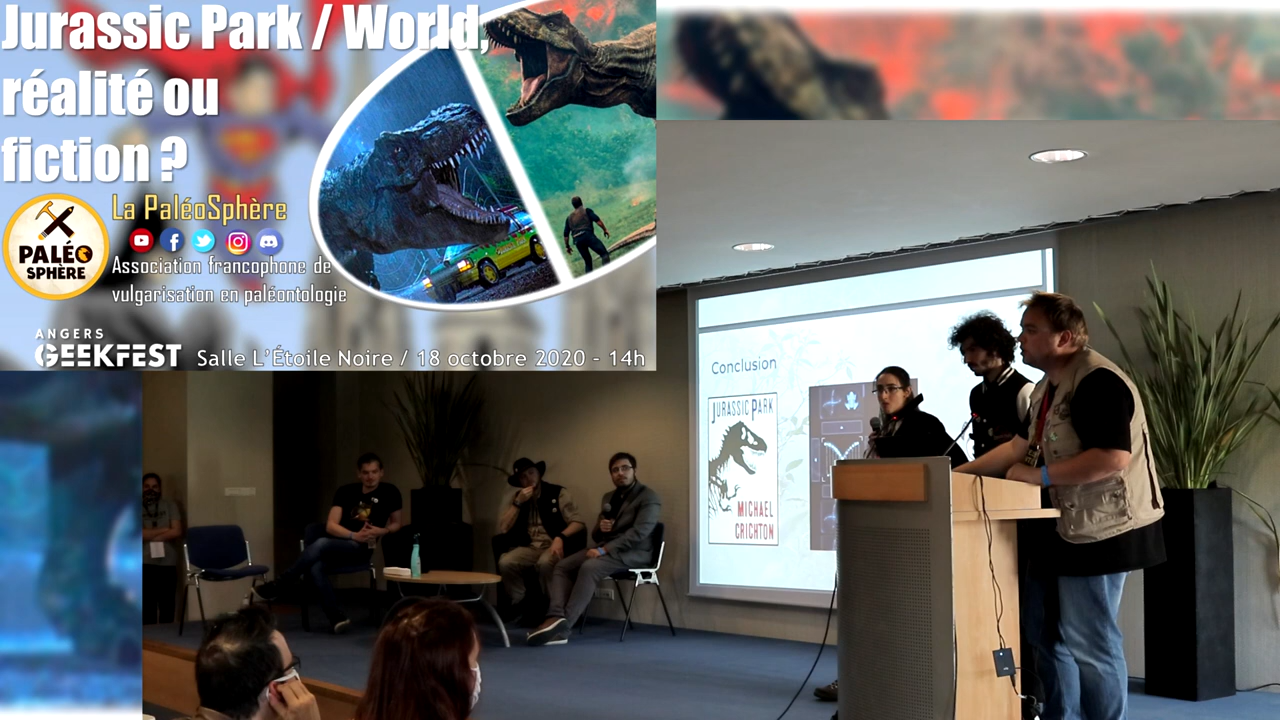 Jurassic Park / World,
réalité ou
fiction ?
PALÉO
SPHÈRE
La PaléoSphère
Association francophone de
vulgarisation en paléontologie
ANGERS
GEEKFEST
Salle L'Étoile Noire / 18 octobre 2020 - 14h
Conclusion
JURASSIC PARK
MICHAEL
CRICHTON